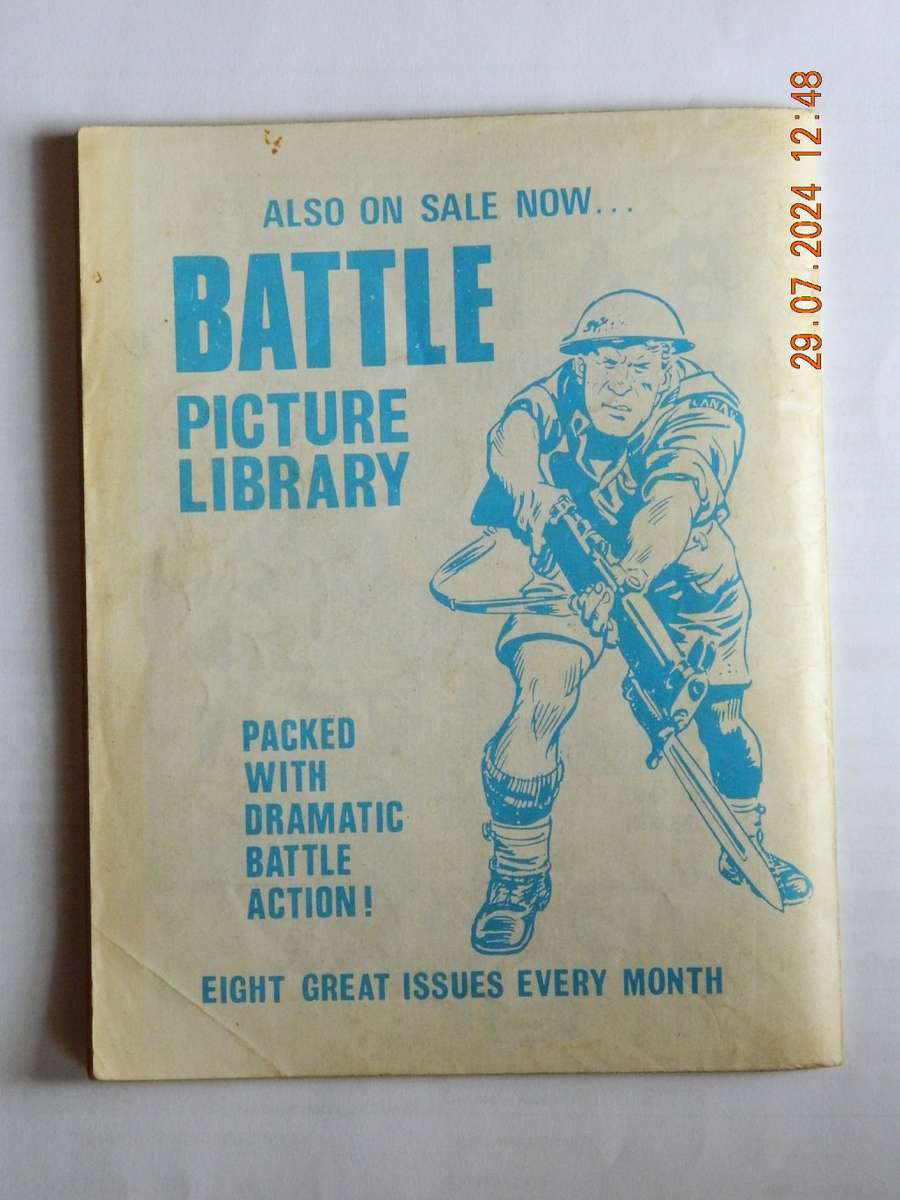 ALSO ON SALE NOW...
BATTLE
PICTURE
LIBRARY
PACKED
WITH
DRAMATIC
BATTLE
ACTION!
EIGHT GREAT ISSUES EVERY MONTH
29.07.2024 12:48